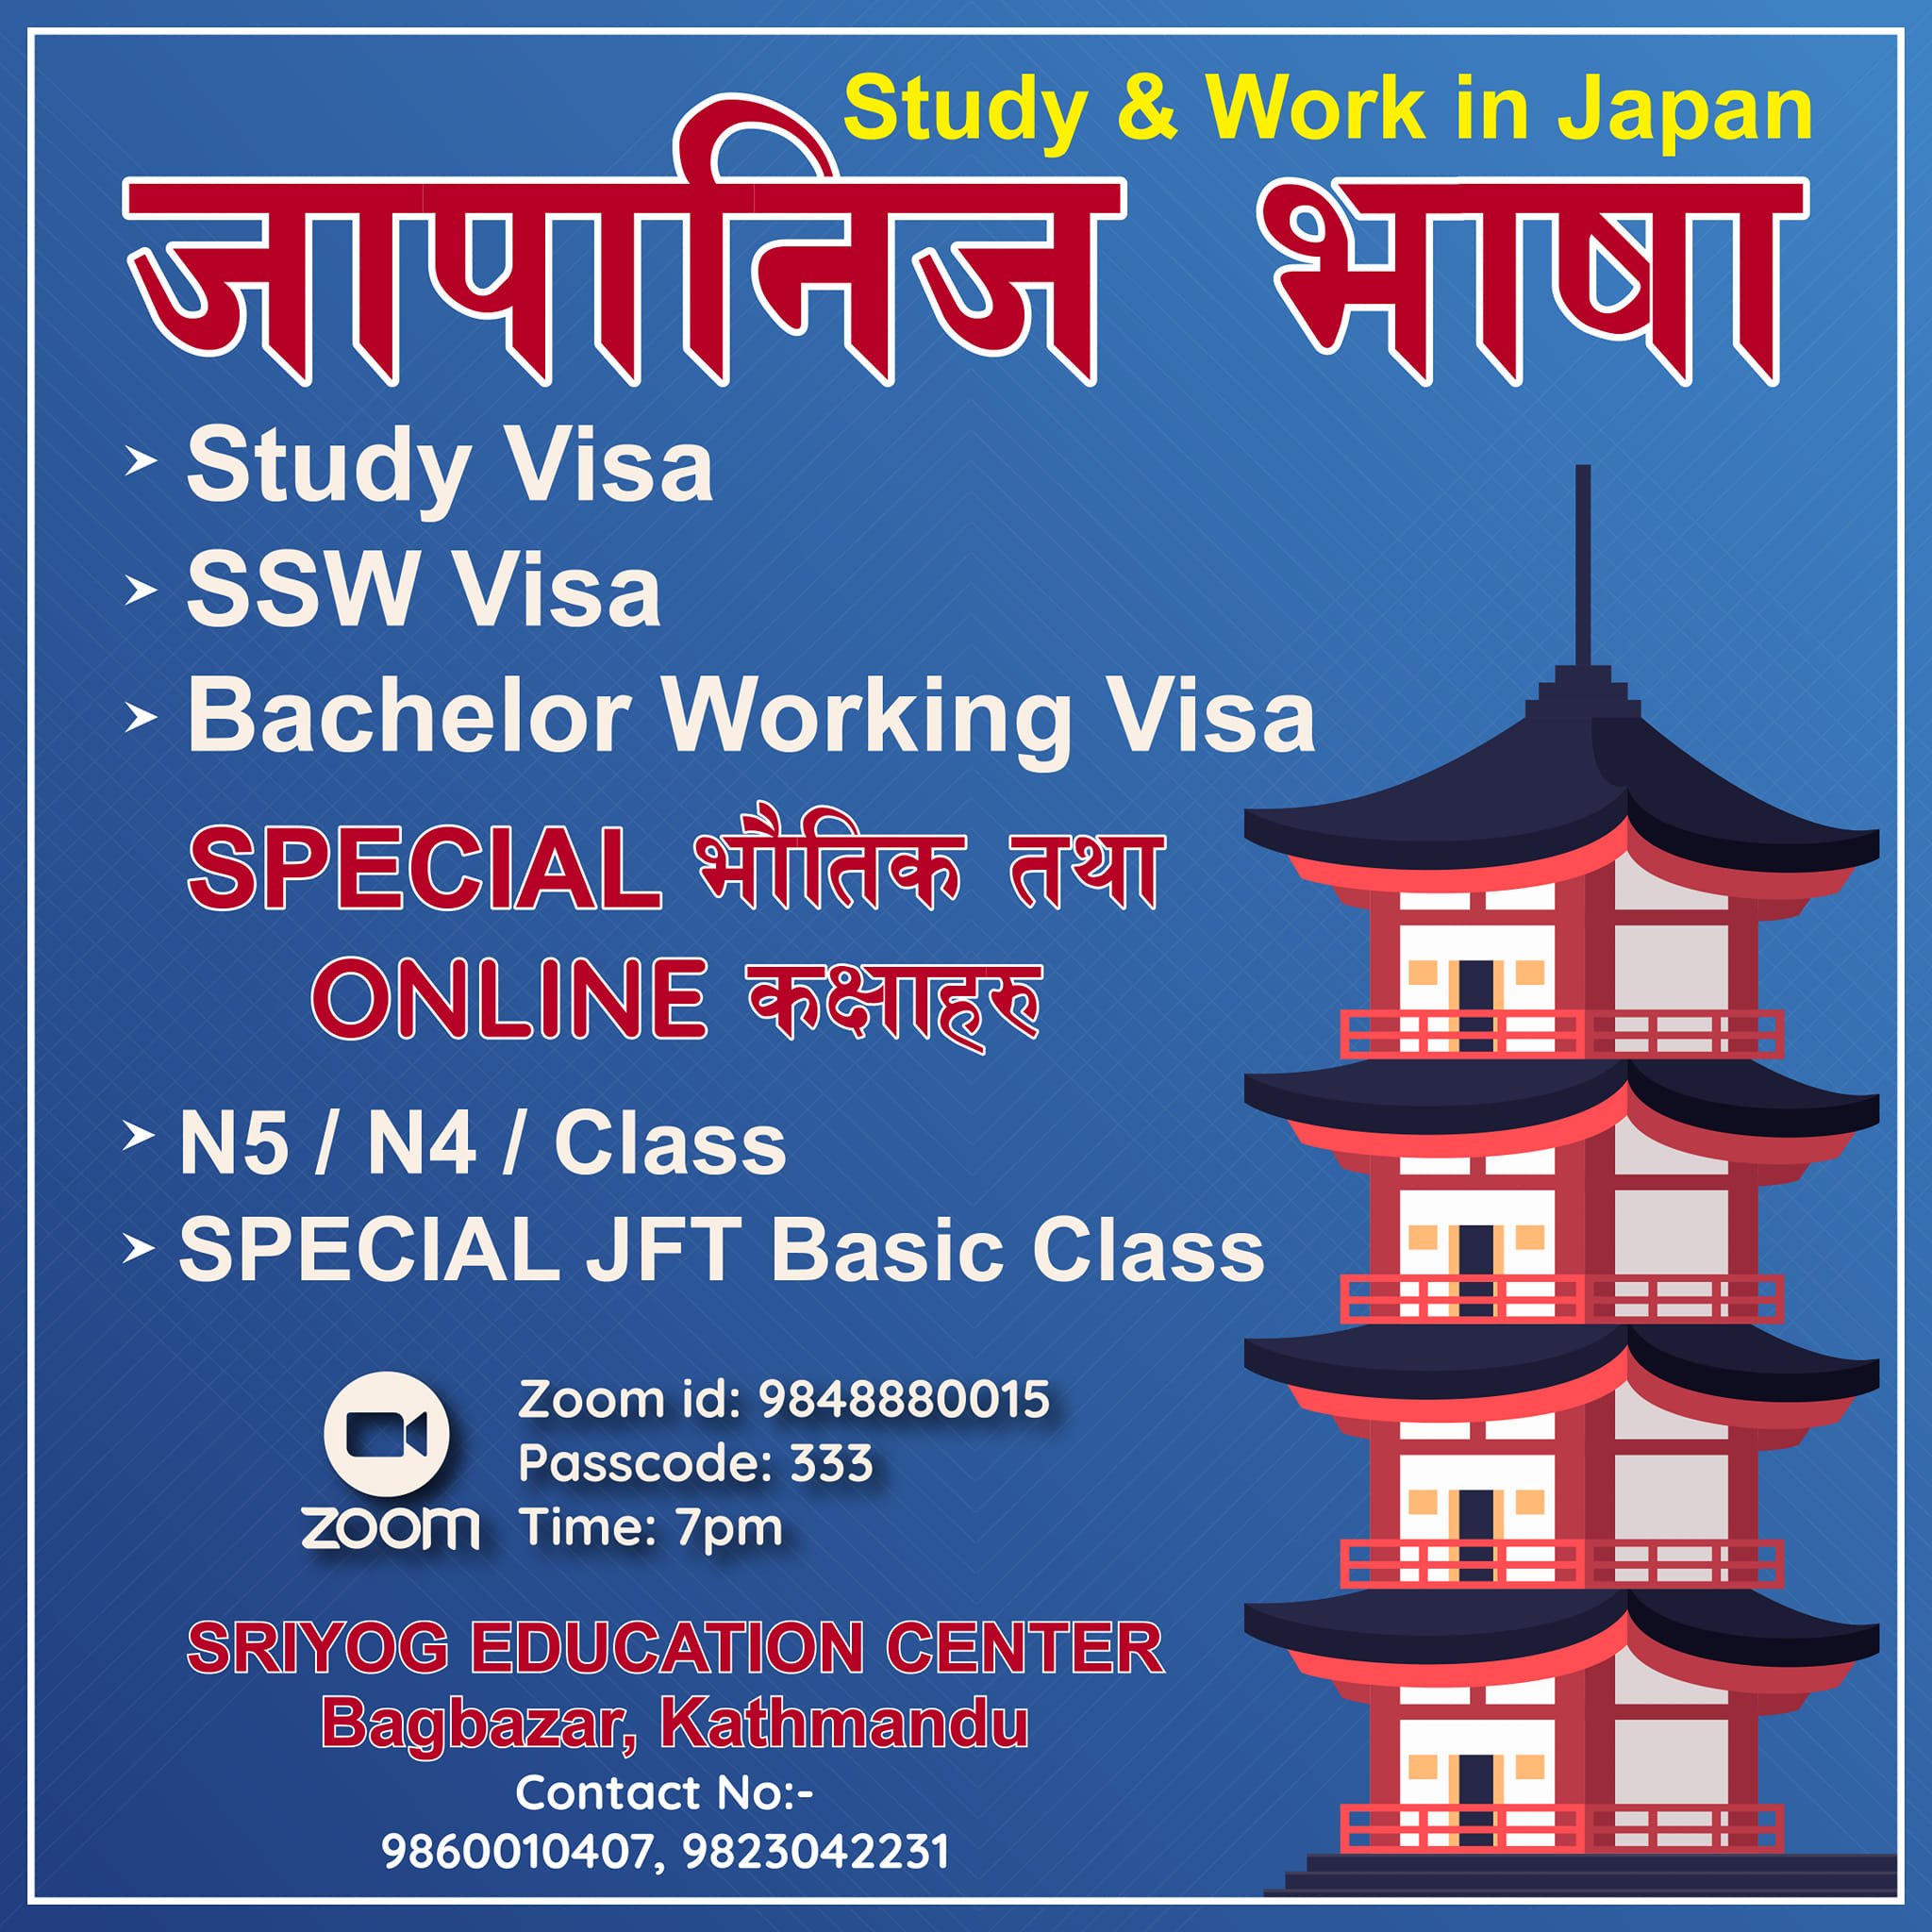 Study & Work in Japan
जापानिज भाषा
Study Visa
SSW Visa
Bachelor Working Visa
SPECIAL भौतिक तथा
ONLINE कक्षाहरु
N5 / N4 / Class
SPECIAL JFT Basic Class
Zoom id: 9848880015
Passcode: 333
zoom Time: 7pm
SRIYOG EDUCATION CENTER
Bagbazar, Kathmandu
Contact No:-
9860010407, 9823042231